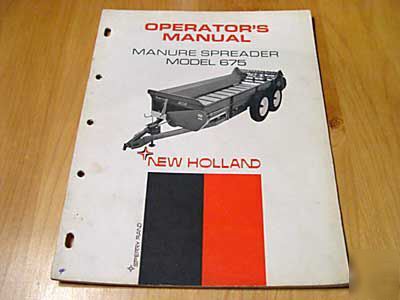 OPERATOR'S
MANUAL
MANURE SPREADER
MODEL 675
NEW HOLLAND
SPERRY RAND